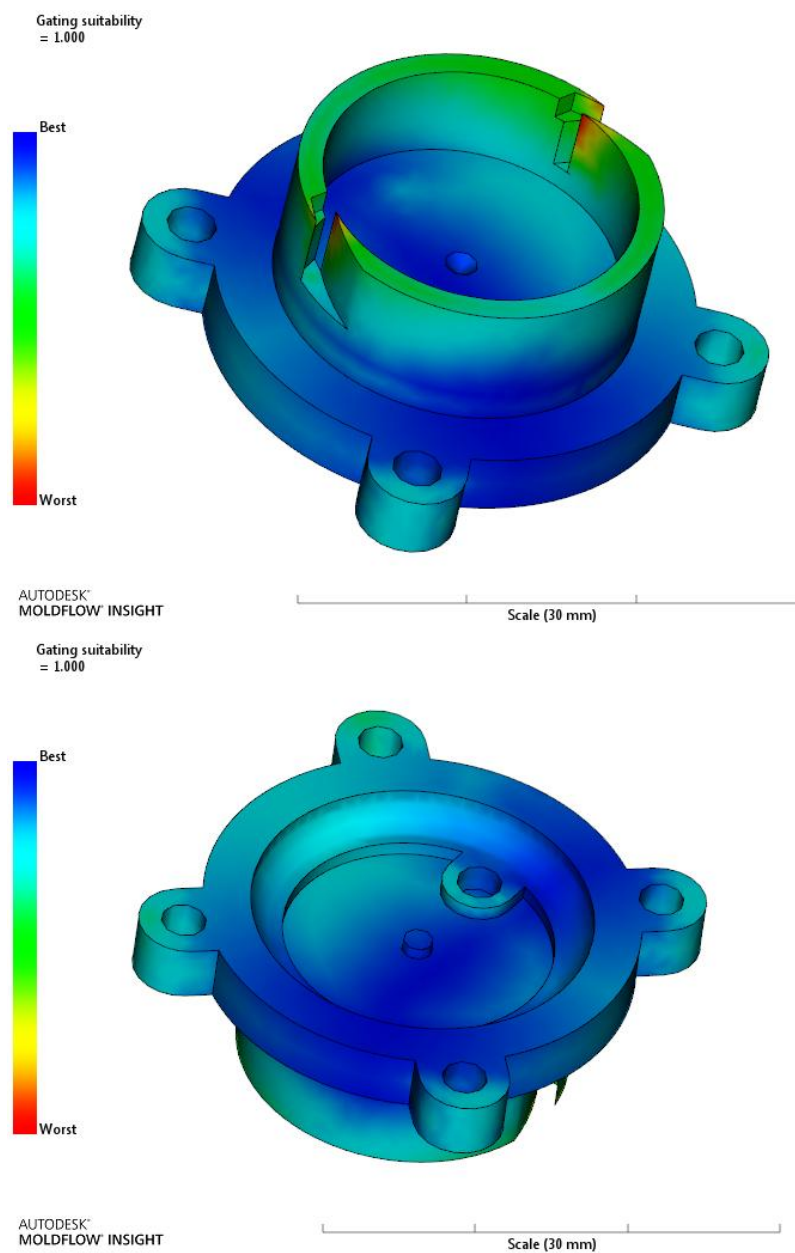 Gating suitability
= 1.000
Best
Worst
AUTODESK®
MOLDFLOW® INSIGHT
Scale (30 mm)
Gating suitability
= 1.000
Best
Worst
AUTODESK®
MOLDFLOW® INSIGHT
Scale (30 mm)